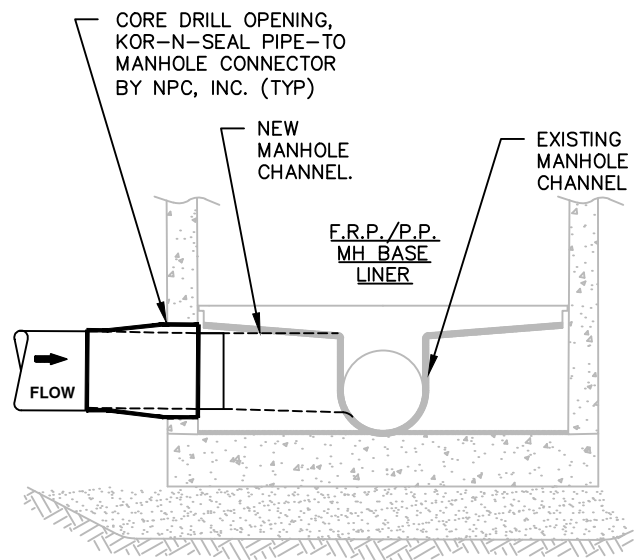 CORE DRILL OPENING,
KOR-N-SEAL PIPE-TO
MANHOLE CONNECTOR
BY NPC, INC. (TYP)
NEW
MANHOLE
CHANNEL.
EXISTING
MANHOLE
CHANNEL
F.R.P./P.P.
MH BASE
LINER
FLOW